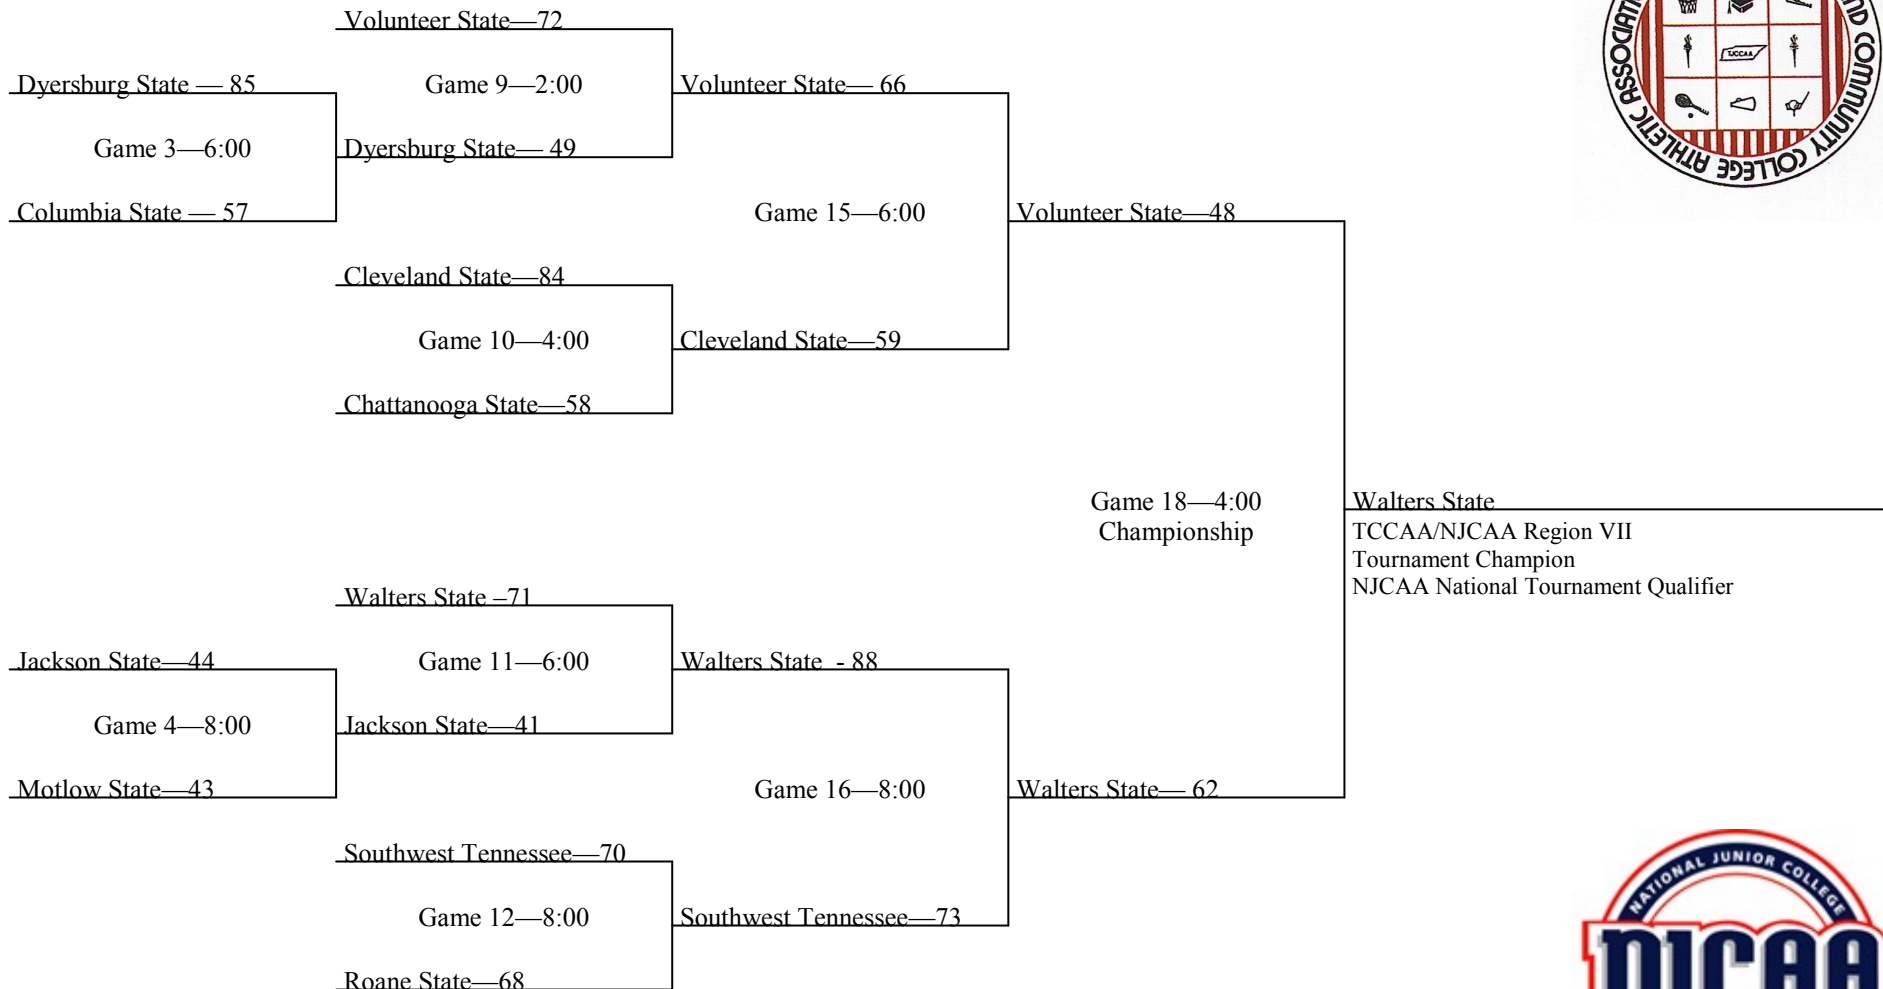 Volunteer State—72
Dyersburg State — 85
Game 9—2:00
Volunteer State— 66
Game 3—6:00
Dyersburg State— 49
Columbia State — 57
Game 15—6:00
Volunteer State—48
Cleveland State—84
Game 10—4:00
Cleveland State—59
Chattanooga State—58
Game 18—4:00
Championship
Walters State
TCCAA/NJCAA Region VII
Tournament Champion
NJCAA National Tournament Qualifier
Walters State –71
Jackson State—44
Game 11—6:00
Walters State - 88
Game 4—8:00
Jackson State—41
Motlow State—43
Game 16—8:00
Walters State— 62
Southwest Tennessee—70
Game 12—8:00
Southwest Tennessee—73
Roane State—68
COMMUNITY COLLEGE ATHLETIC
TJCCAA
NATIONAL JUNIOR COLLEGE
NJCAA